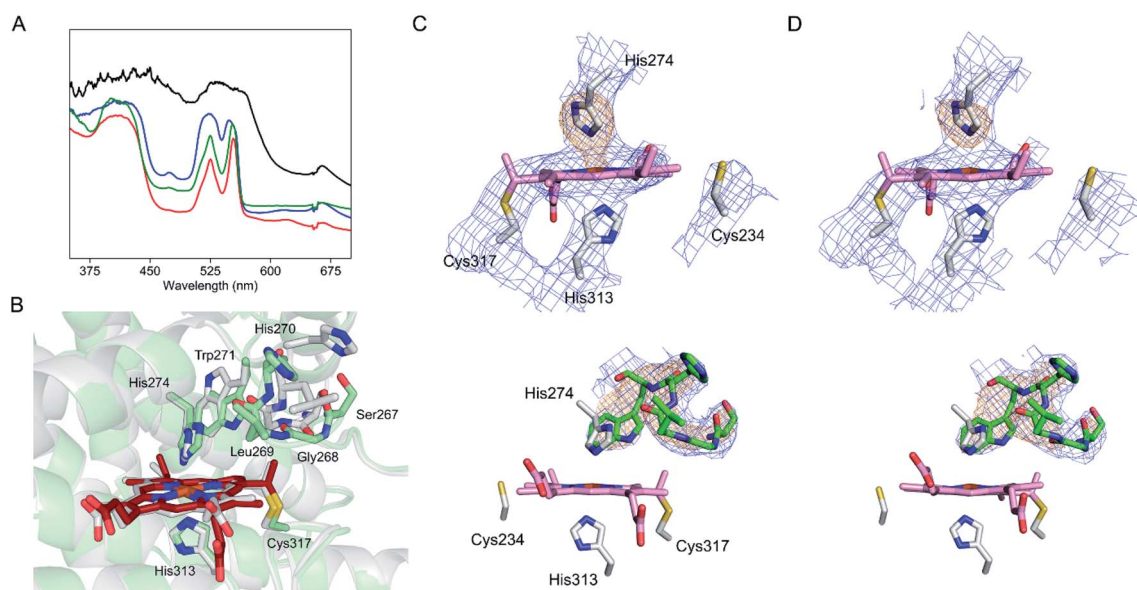 A
375 450 525 600 675
Wavelength (nm)
B
His270
Trp271
His274
Ser267
Leu269
Gly268
Cys317
His313
C
His274
Cys234
Cys317
His313
His274
Cys234
Cys317
His313
D